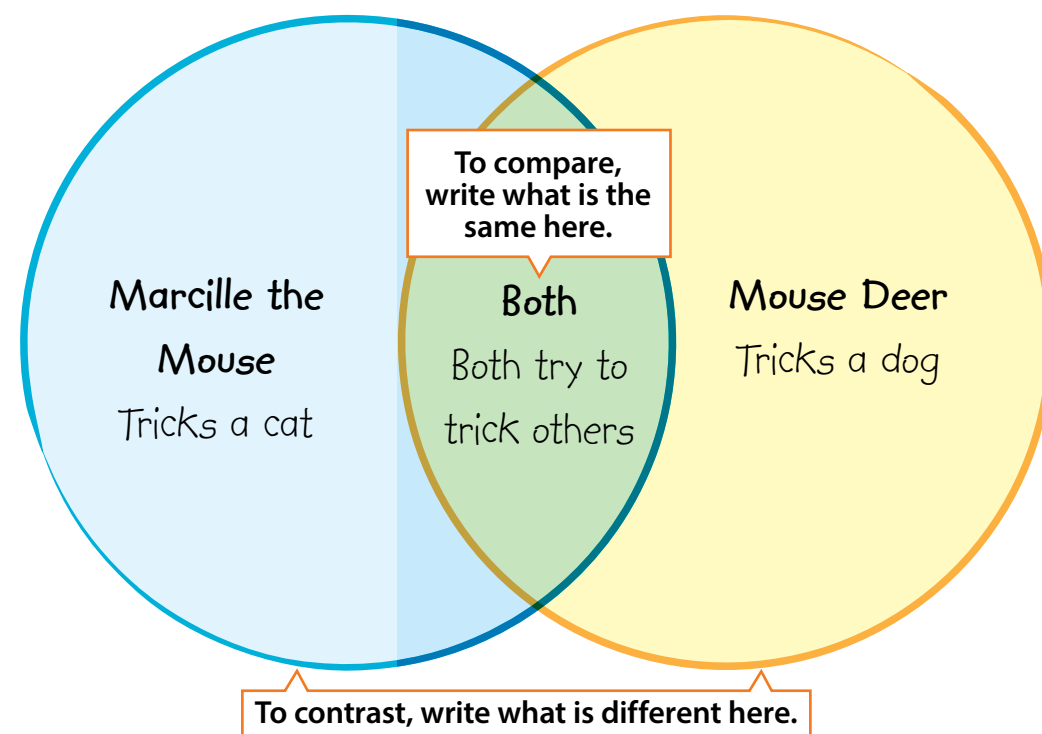 To compare,
write what is the
same here.
Marcille the
Mouse
Tricks a cat
Both
Both try to
trick others
Mouse Deer
Tricks a dog
To contrast, write what is different here.